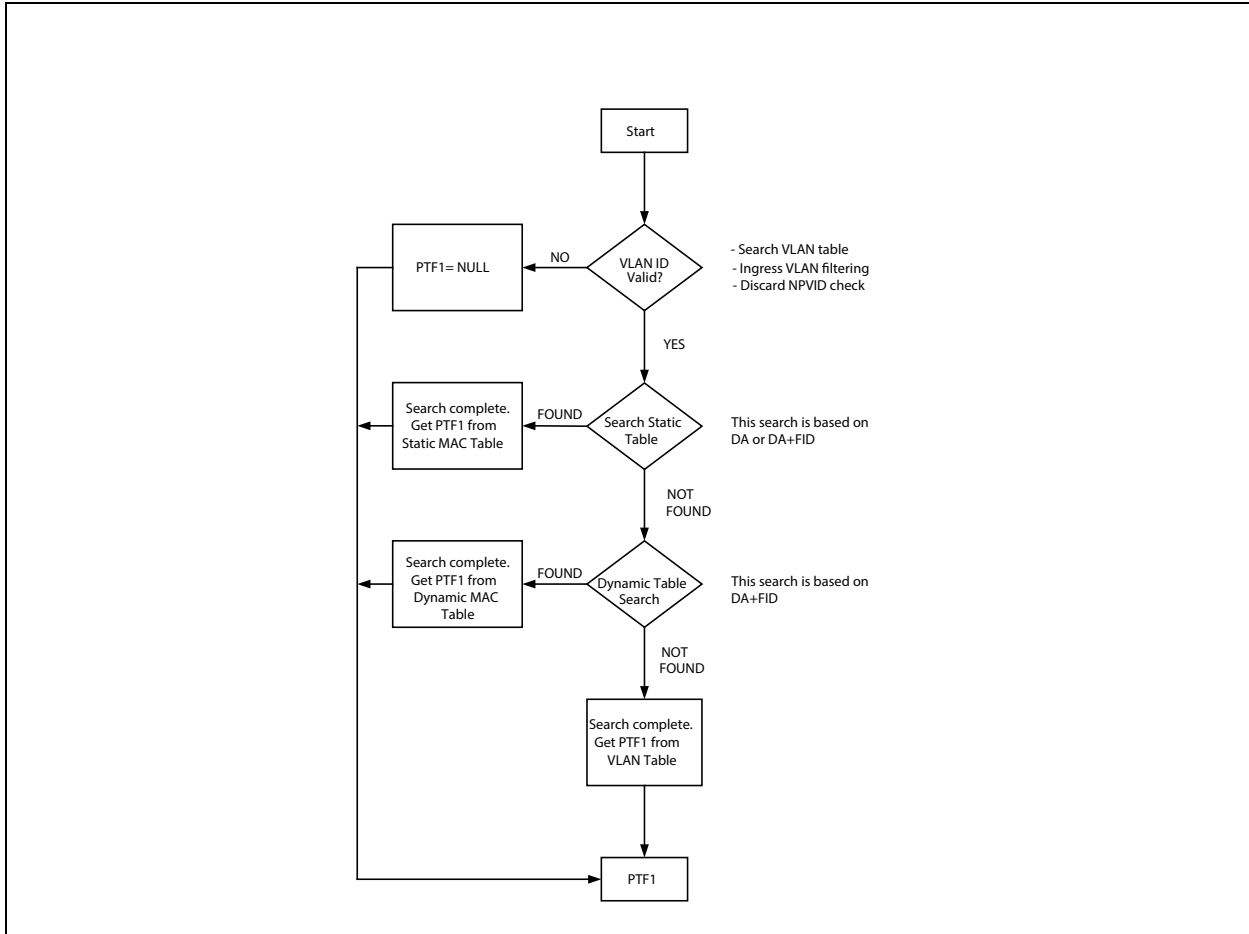 Start
PTF1= NULL
NO
VLAN ID
Valid?
- Search VLAN table
- Ingress VLAN filtering
- Discard NPVID check
YES
Search complete.
Get PTF1 from
Static MAC Table
FOUND
Search Static
Table
This search is based on
DA or DA+FID
NOT
FOUND
Search complete.
Get PTF1 from
Dynamic MAC
Table
FOUND
Dynamic Table
Search
This search is based on
DA+FID
NOT
FOUND
Search complete.
Get PTF1 from
VLAN Table
PTF1